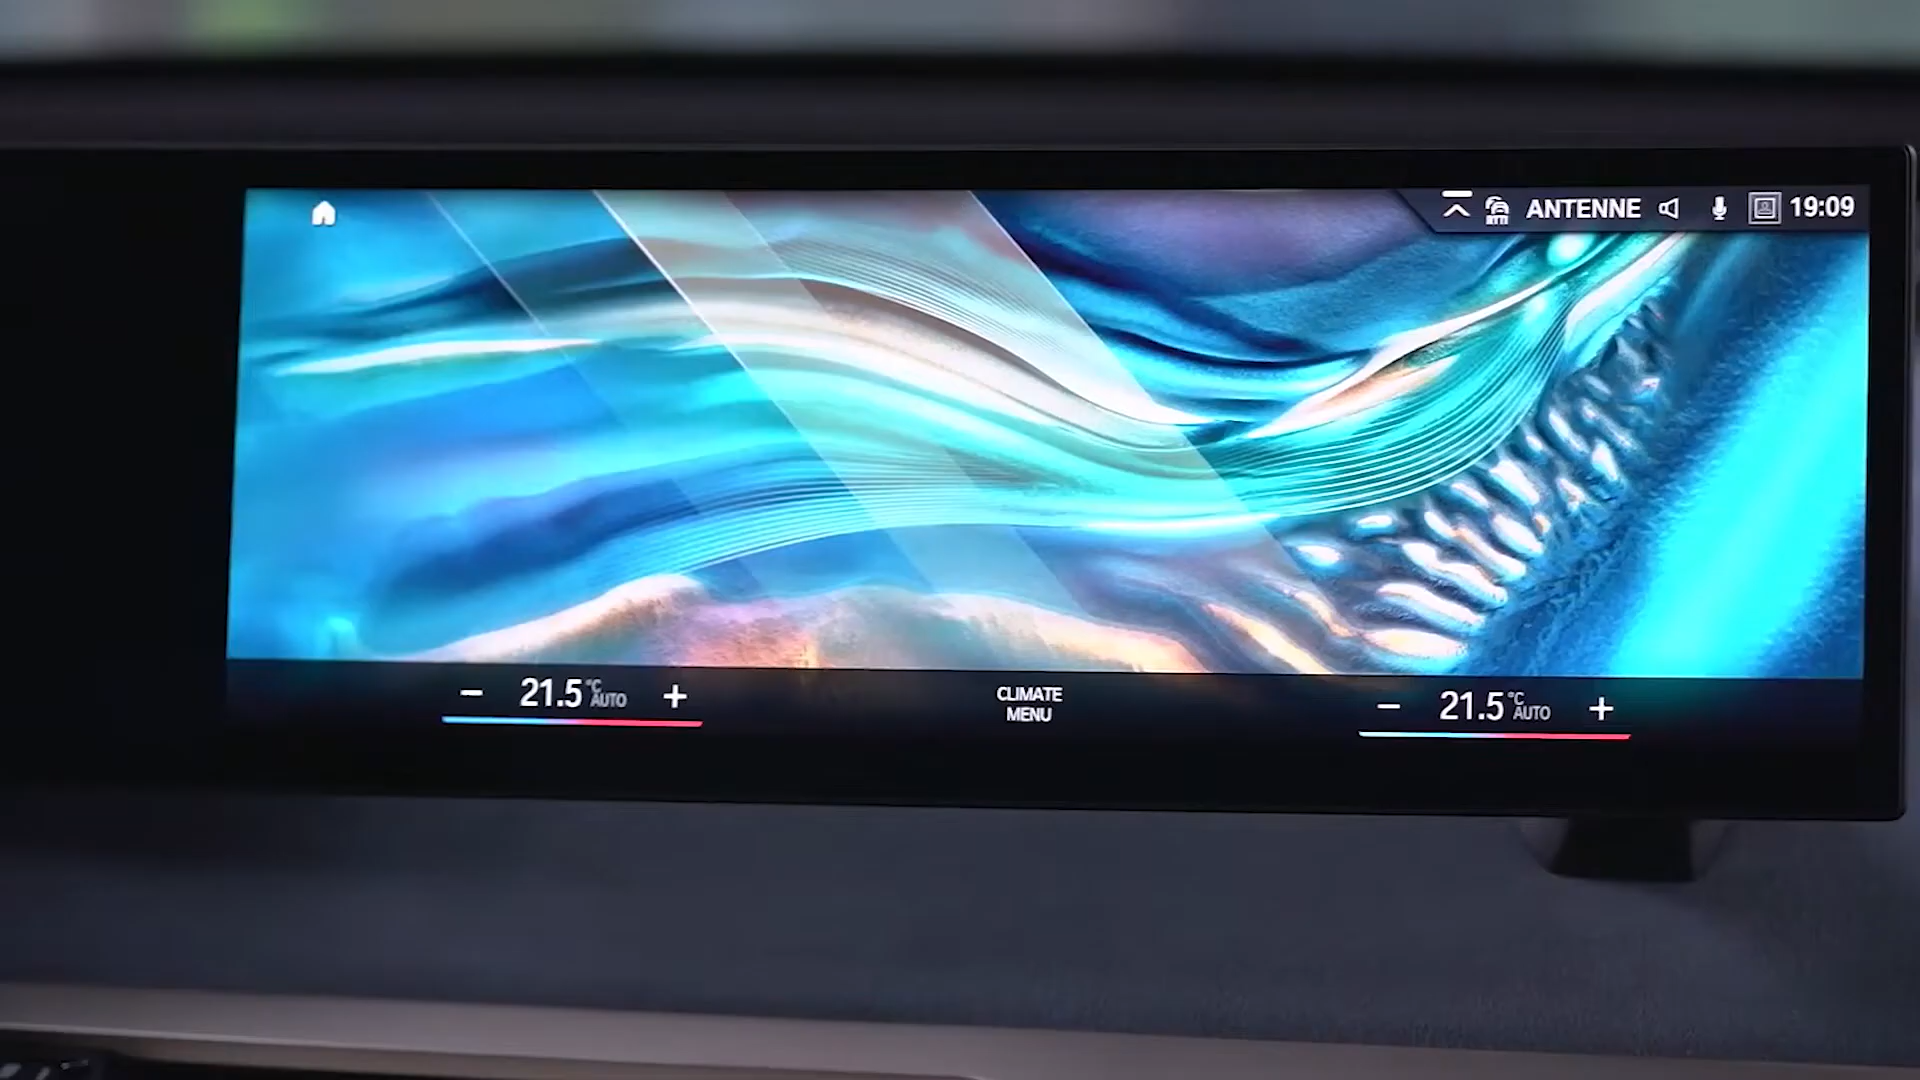 ANTENNE 19:09
− 21.5 °C AUTO +
CLIMATE
MENU
− 21.5 °C AUTO +